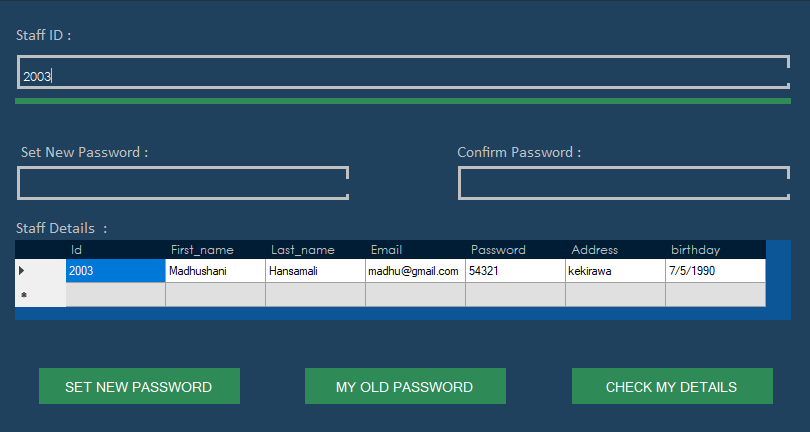 Staff ID :
2003
Set New Password : Confirm Password :
Staff Details :
Id First_name Last_name Email Password Address birthday
2003 Madhushani Hansamali madhu@gmail.com 54321 kekirawa 7/5/1990
SET NEW PASSWORD MY OLD PASSWORD CHECK MY DETAILS